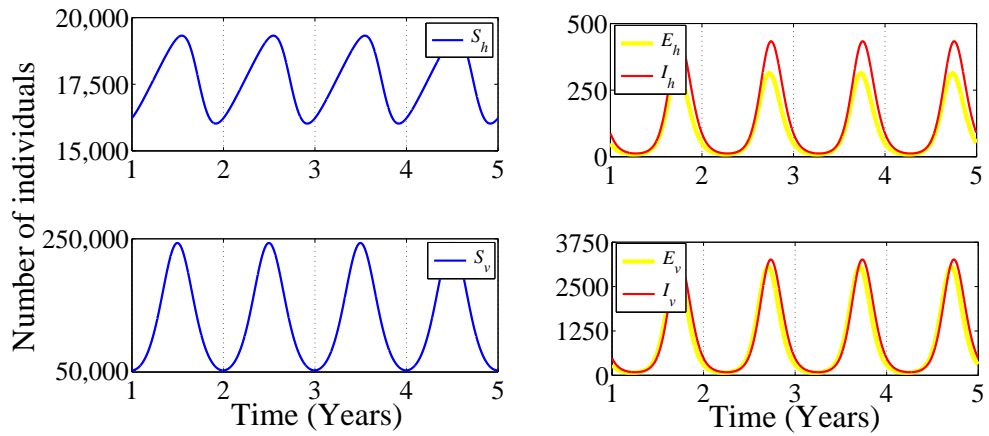 Number of individuals
20,000
17,500
15,000
1 2 3 4 5
S_h
500
250
0
1 2 3 4 5
E_h
I_h
250,000
50,000
1 2 3 4 5
S_v
Time (Years)
3750
2500
1250
0
1 2 3 4 5
E_v
I_v
Time (Years)